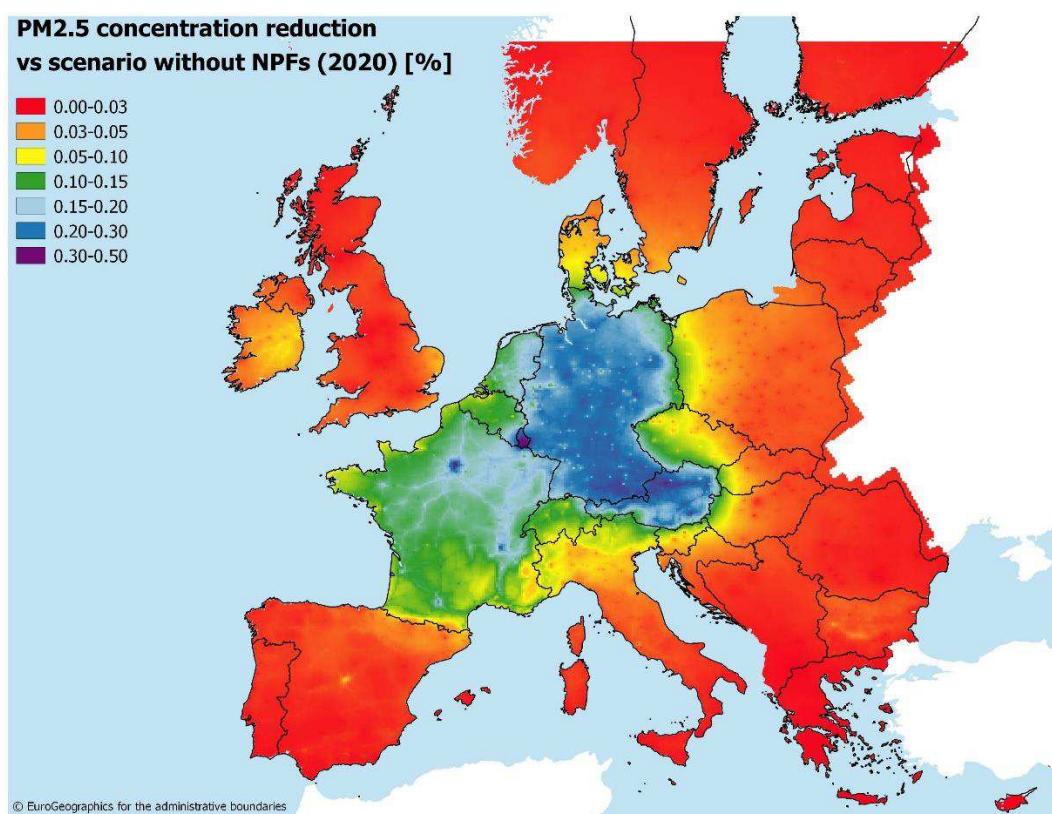 PM2.5 concentration reduction
vs scenario without NPFs (2020) [%]
0.00-0.03
0.03-0.05
0.05-0.10
0.10-0.15
0.15-0.20
0.20-0.30
0.30-0.50
© EuroGeographics for the administrative boundaries